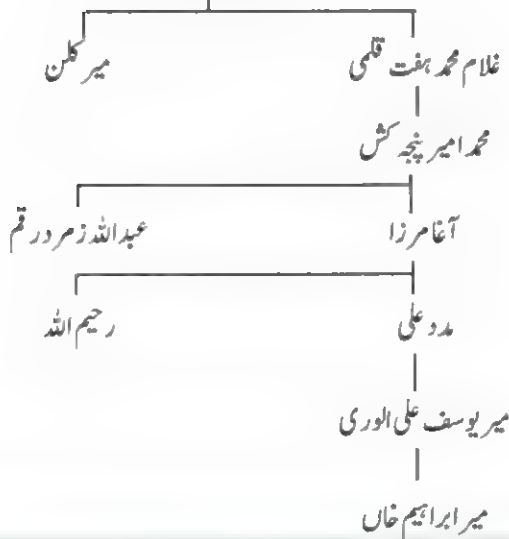 غلام محمد ہفت قلمی میر کلن
محمد امیر پنجہ کش
آغا مرزا عبداللہ زمرد رقم
مدد علی رحیم اللہ
میر یوسف علی الوری
میر ابراہیم خاں